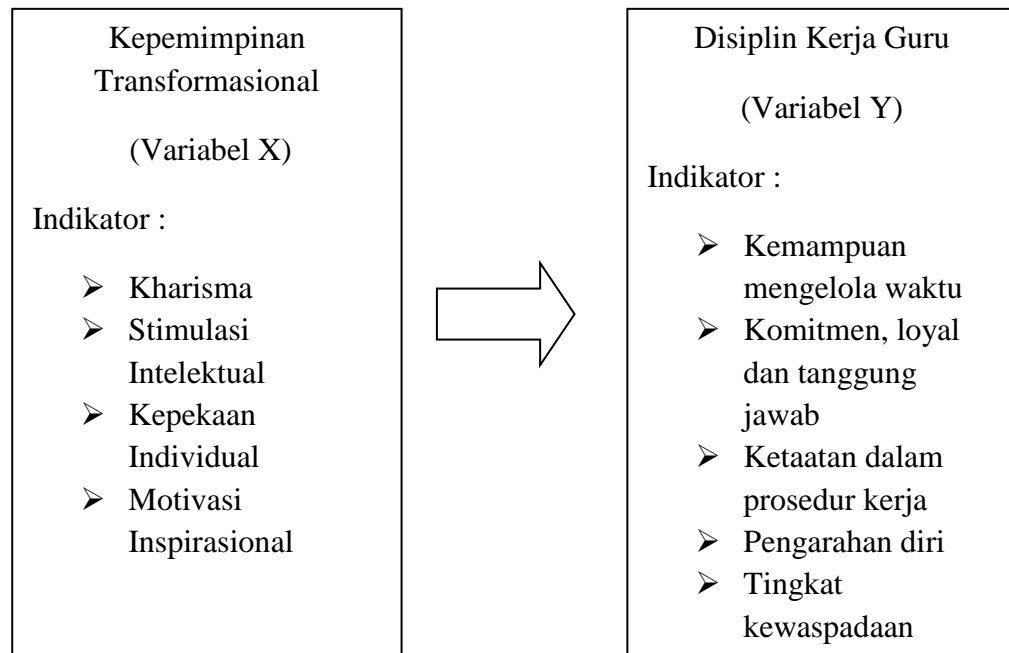 Kepemimpinan
Transformasional
(Variabel X)
Indikator :
➢ Kharisma
➢ Stimulasi
Intelektual
➢ Kepekaan
Individual
➢ Motivasi
Inspirasional
Disiplin Kerja Guru
(Variabel Y)
Indikator :
➢ Kemampuan
mengelola waktu
➢ Komitmen, loyal
dan tanggung
jawab
➢ Ketaatan dalam
prosedur kerja
➢ Pengarahan diri
➢ Tingkat
kewaspadaan